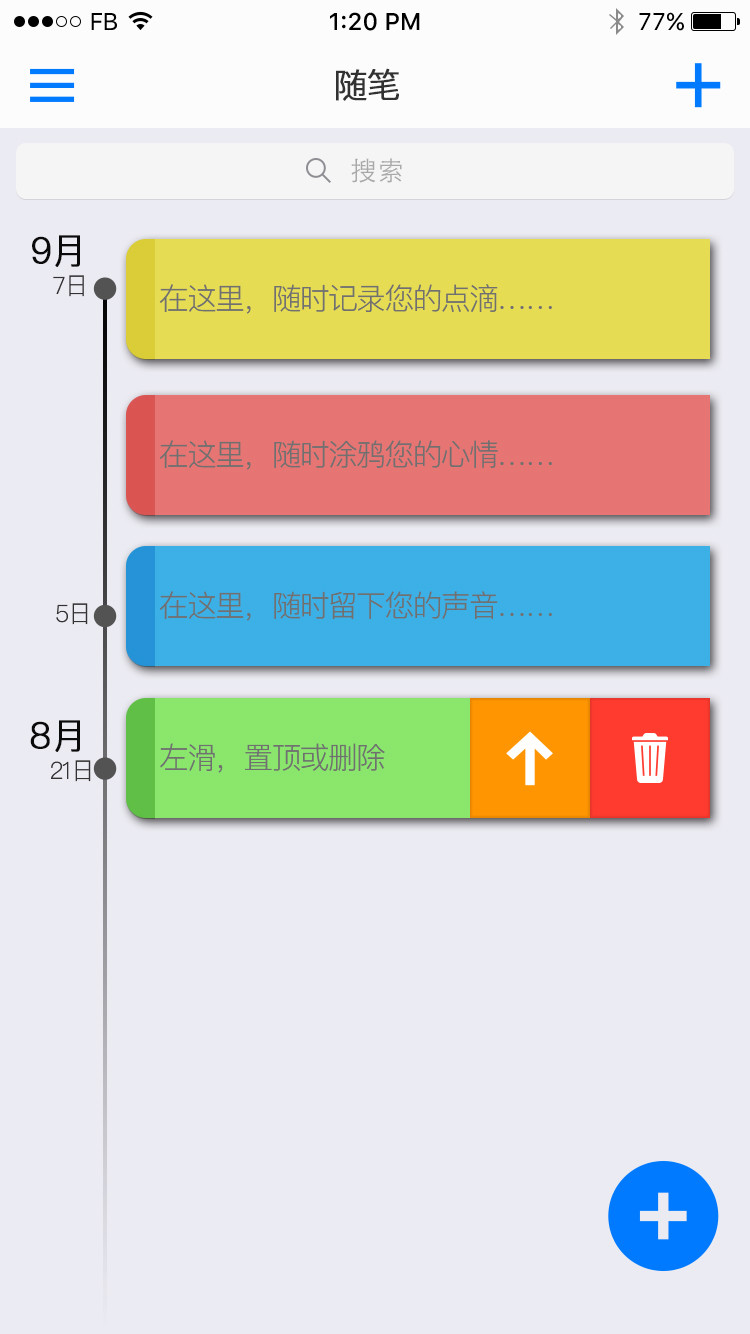 FB 1:20 PM 77%
随笔
搜索
9月
7日
在这里，随时记录您的点滴……
在这里，随时涂鸦您的心情……
5日
在这里，随时留下您的声音……
8月
21日
左滑，置顶或删除